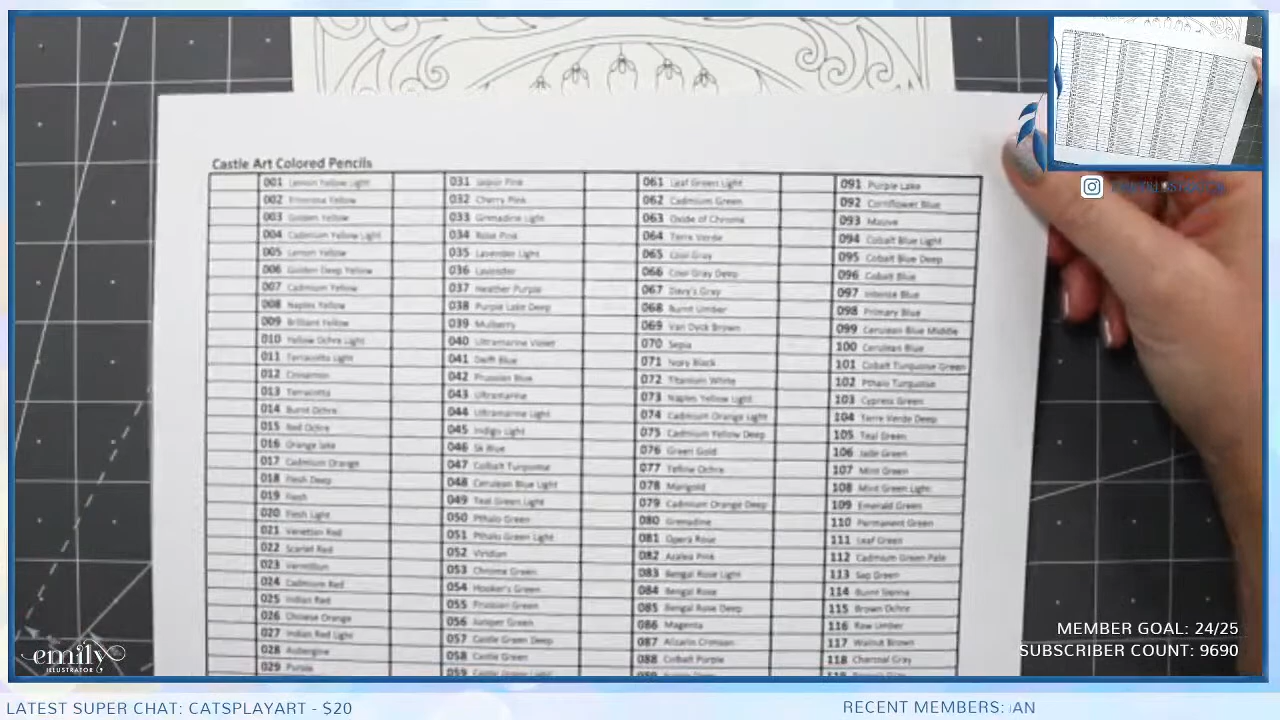 Castle Art Colored Pencils
001 Lemon Yellow Light
002 Primrose Yellow
003 Golden Yellow
004 Cadmium Yellow Light
005 Lemon Yellow
006 Golden Deep Yellow
007 Cadmium Yellow
008 Naples Yellow
009 Brilliant Yellow
010 Yellow Ochre Light
011 Terracotta Light
012 Cinnamon
013 Terracotta
014 Burnt Ochre
015 Red Ochre
016 Orange lake
017 Cadmium Orange
018 Flesh Deep
019 Flesh
020 Flesh Light
021 Venetian Red
022 Scarlet Red
023 Vermilion
024 Cadmium Red
025 Indian Red
026 Chinese Orange
027 Indian Red Light
028 Aubergine
029 Purple
031 Pink
032 Cherry Pink
033 Grenadine Light
034 Rose Pink
035 Lavender Light
036 Lavender
037 Heather Purple
038 Purple Lake Deep
039 Mulberry
040 Ultramarine Violet
041 Delft Blue
042 Prussian Blue
043 Ultramarine
044 Ultramarine Light
045 Indigo Light
046 Sk Blue
047 Cobalt Turquoise
048 Cerulean Blue Light
049 Teal Green Light
050 Pthalo Green
051 Pthalo Green Light
052 Viridian
053 Chrome Green
054 Hooker's Green
055 Prussian Green
056 Juniper Green
057 Castle Green Deep
058 Castle Green
059 Castle Green Light
061 Leaf Green Light
062 Cadmium Green
063 Oxide of Chrome
064 Terre Verde
065 Cool Gray
066 Cool Gray Deep
067 Davy's Gray
068 Burnt Umber
069 Van Dyck Brown
070 Sepia
071 Ivory Black
072 Titanium White
073 Naples Yellow Light
074 Cadmium Orange Light
075 Cadmium Yellow Deep
076 Green Gold
077 Yellow Ochre
078 Marigold
079 Cadmium Orange Deep
080 Grenadine
081 Opera Rose
082 Azalea Pink
083 Bengal Rose Light
084 Bengal Rose
085 Bengal Rose Deep
086 Magenta
087 Alizarin Crimson
088 Cobalt Purple
091 Purple Lake
092 Cornflower Blue
093 Mauve
094 Cobalt Blue Light
095 Cobalt Blue Deep
096 Cobalt Blue
097 Intense Blue
098 Primary Blue
099 Cerulean Blue Middle
100 Cerulean Blue
101 Cobalt Turquoise Green
102 Pthalo Turquoise
103 Cypress Green
104 Terre Verde Deep
105 Teal Green
106 Jade Green
107 Mint Green
108 Mint Green Light
109 Emerald Green
110 Permanent Green
111 Leaf Green
112 Cadmium Green Pale
113 Sap Green
114 Burnt Sienna
115 Brown Ochre
116 Raw Umber
117 Walnut Brown
118 Charcoal Gray
emily
ILLUSTRATOR
MEMBER GOAL: 24/25
SUBSCRIBER COUNT: 9690
LATEST SUPER CHAT: CATSPLAYART - $20
RECENT MEMBERS: IAN